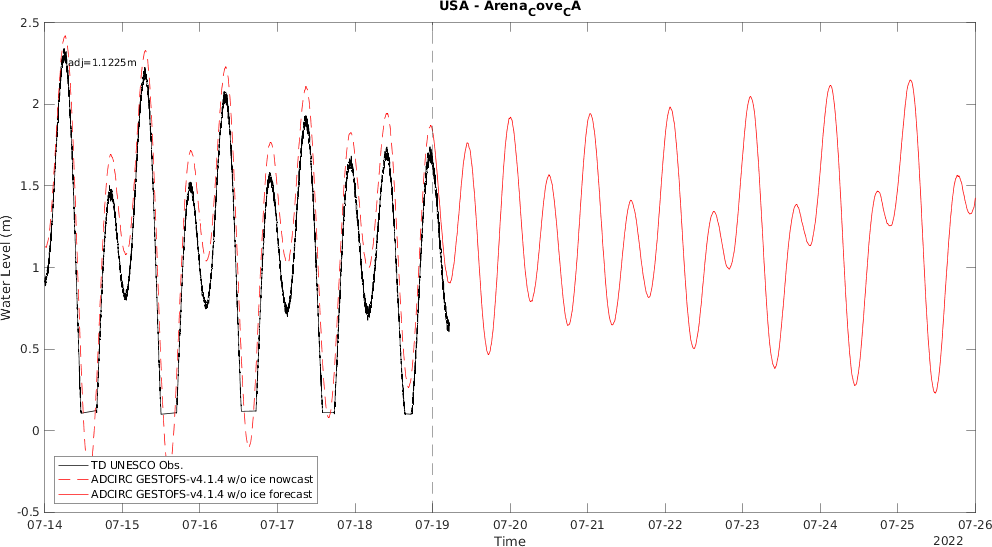 USA - Arena_Cove_CA
2.5
adj=1.1225m
2
1.5
1
0.5
0
-0.5
Water Level (m)
TD UNESCO Obs.
ADCIRC GESTOFS-v4.1.4 w/o ice nowcast
ADCIRC GESTOFS-v4.1.4 w/o ice forecast
07-14 07-15 07-16 07-17 07-18 07-19 07-20 07-21 07-22 07-23 07-24 07-25 07-26
Time
2022